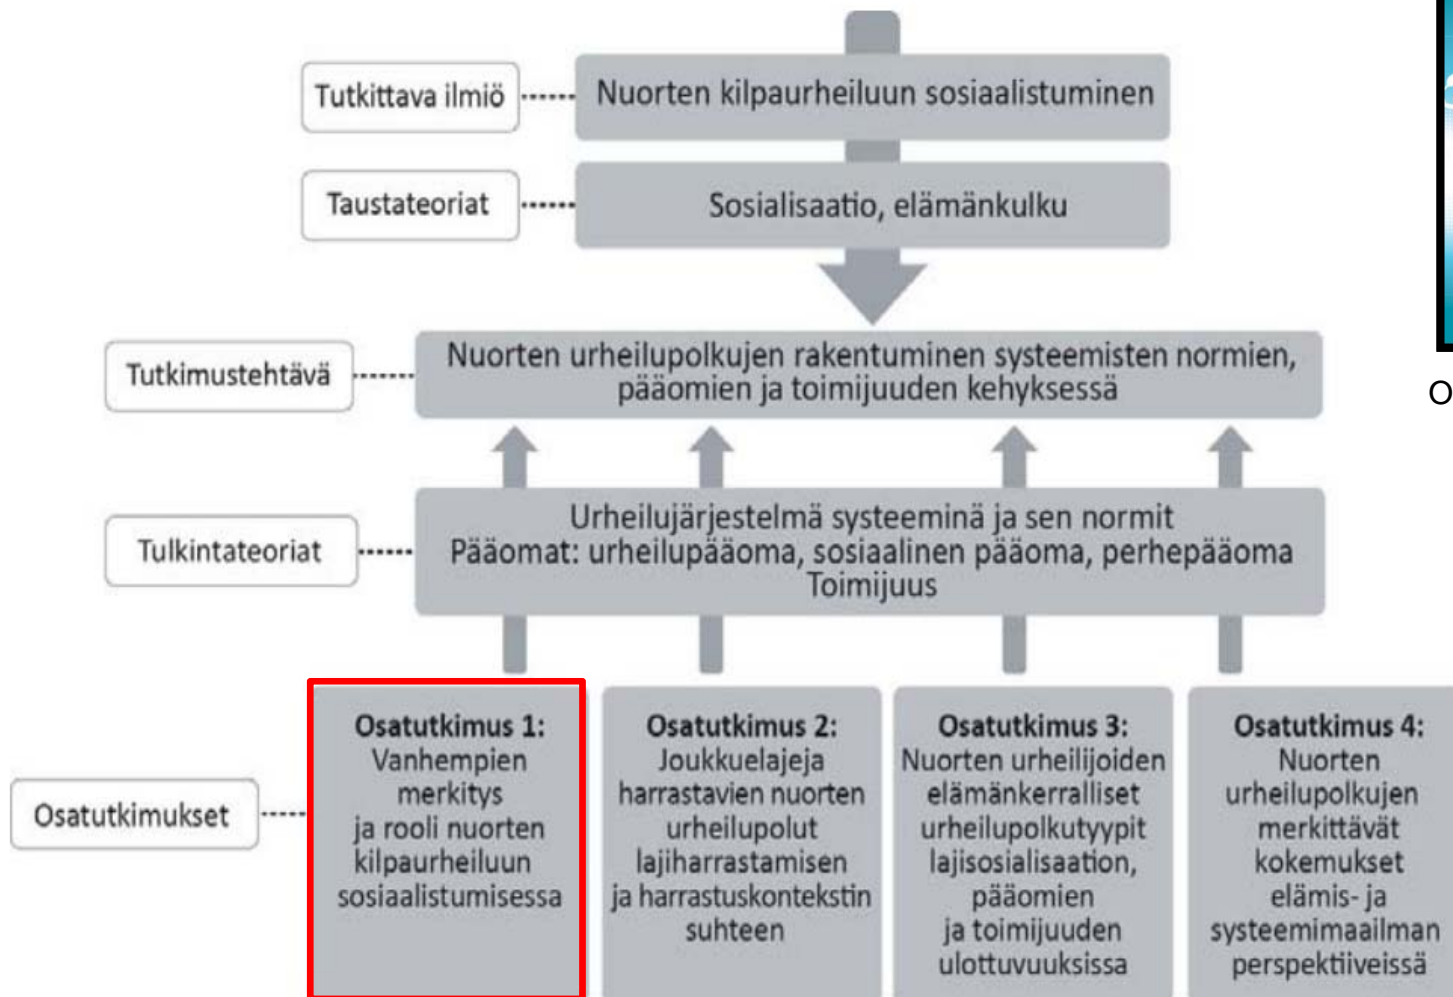 Tutkittava ilmiö
Nuorten kilpaurheiluun sosiaalistuminen
Taustateoriat
Sosialisaatio, elämänkulku
Tutkimustehtävä
Nuorten urheilupolkujen rakentuminen systeemisten normien,
pääomien ja toimijuuden kehyksessä
Tulkintateoriat
Urheilujärjestelmä systeeminä ja sen normit
Pääomat: urheilupääoma, sosiaalinen pääoma, perhepääoma
Toimijuus
Osatutkimukset
Osatutkimus 1:
Vanhempien
merkitys
ja rooli nuorten
kilpaurheiluun
sosiaalistumisessa
Osatutkimus 2:
Joukkuelajeja
harrastavien nuorten
urheilupolut
lajiharrastamisen
ja harrastuskontekstin
suhteen
Osatutkimus 3:
Nuorten urheilijoiden
elämänkerralliset
urheilupolkutyypit
lajisosialisaation,
pääomien
ja toimijuuden
ulottuvuuksissa
Osatutkimus 4:
Nuorten
urheilupolkujen
merkittävät
kokemukset
elämis- ja
systeemimaailman
perspektiiveissä